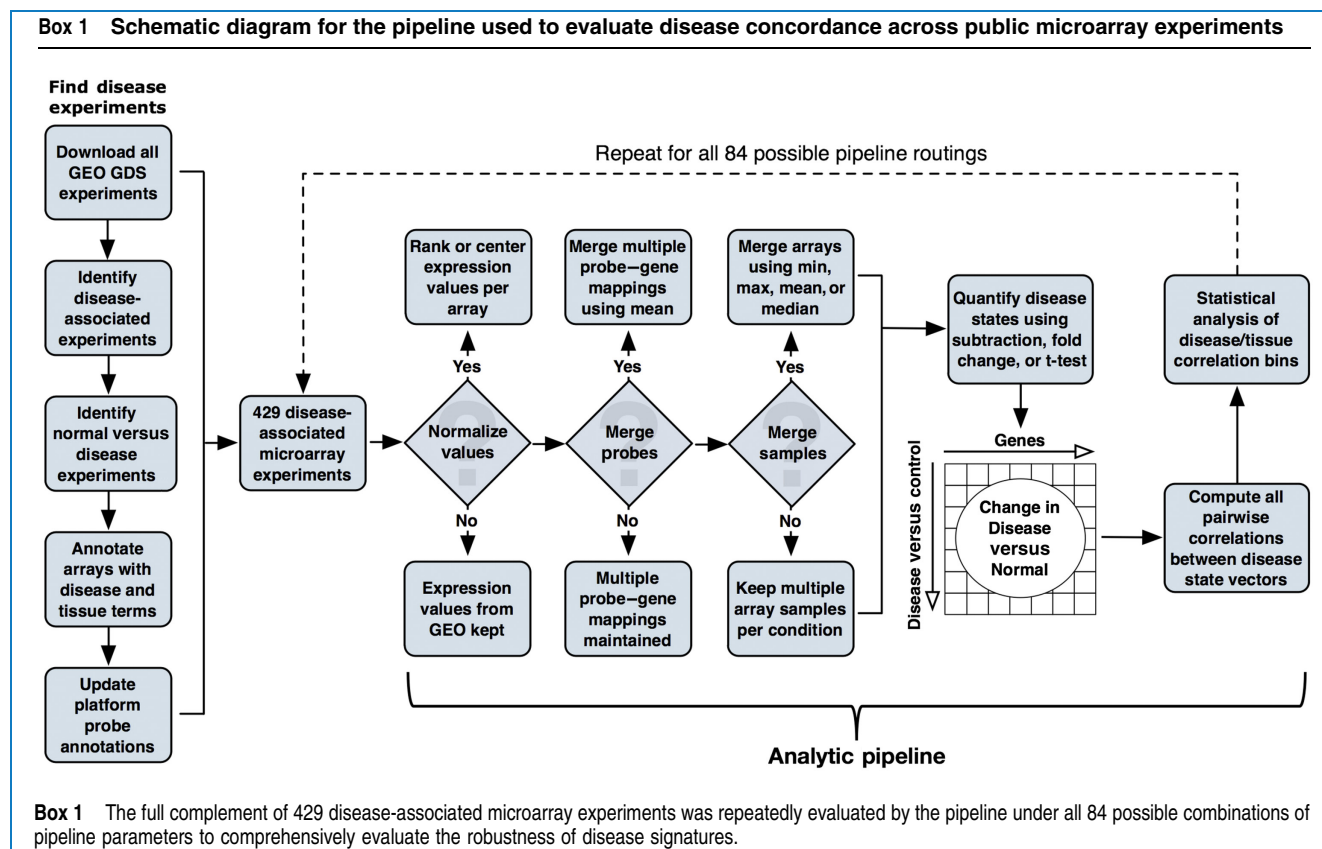 Box 1 Schematic diagram for the pipeline used to evaluate disease concordance across public microarray experiments
Find disease
experiments
Download all
GEO GDS
experiments
Identify
disease-
associated
experiments
Identify
normal versus
disease
experiments
Annotate
arrays with
disease and
tissue terms
Update
platform
probe
annotations
Repeat for all 84 possible pipeline routings
429 disease-
associated
microarray
experiments
Rank or center
expression
values per
array
Yes
?
Normalize
values
No
Expression
values from
GEO kept
Merge multiple
probe–gene
mappings
using mean
Yes
?
Merge
probes
No
Multiple
probe–gene
mappings
maintained
Merge arrays
using min,
max, mean, or
median
Yes
?
Merge
samples
No
Keep multiple
array samples
per condition
Quantify disease
states using
subtraction, fold
change, or t-test
Genes
Disease versus control
Change in
Disease
versus
Normal
Statistical
analysis of
disease/tissue
correlation bins
Compute all
pairwise
correlations
between disease
state vectors
Analytic pipeline
Box 1 The full complement of 429 disease-associated microarray experiments was repeatedly evaluated by the pipeline under all 84 possible combinations of
pipeline parameters to comprehensively evaluate the robustness of disease signatures.